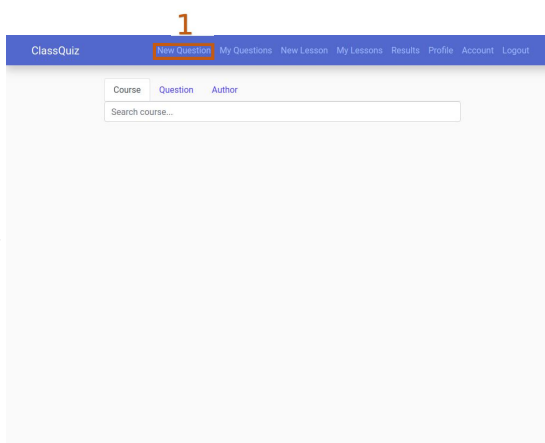 1
ClassQuiz New Question My Questions New Lesson My Lessons Results Profile Account Logout
Course Question Author
Search course...